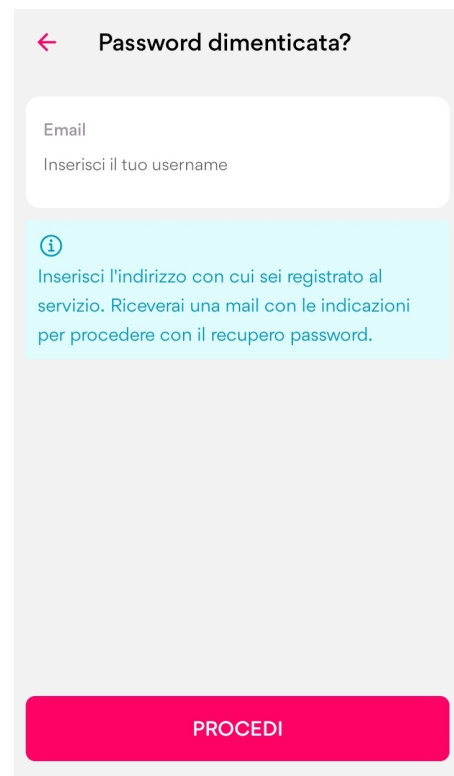 Password dimenticata?
Email
Inserisci il tuo username
Inserisci l'indirizzo con cui sei registrato al
servizio. Riceverai una mail con le indicazioni
per procedere con il recupero password.
PROCEDI